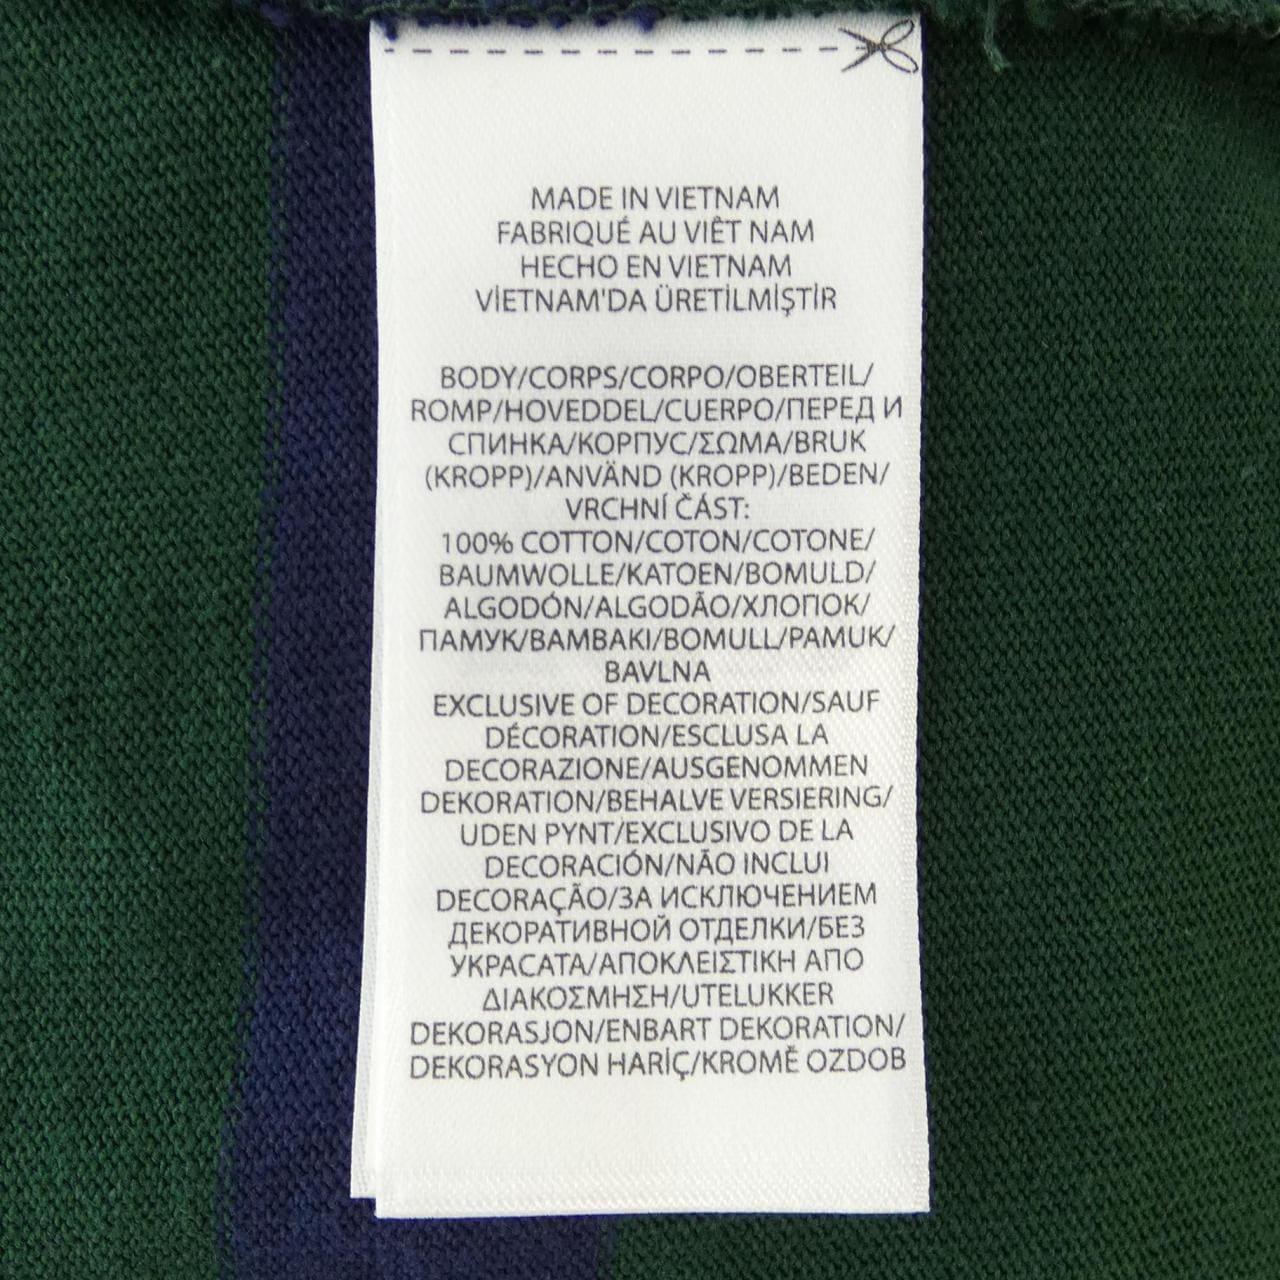 MADE IN VIETNAM
FABRIQUÉ AU VIÊT NAM
HECHO EN VIETNAM
VİETNAM'DA ÜRETİLMİŞTİR
BODY/CORPS/CORPO/OBERTEIL/
ROMP/HOVEDDEL/CUERPO/ПЕРЕД И
СПИНКА/КОРПУС/ΣΩΜΑ/BRUK
(KROPP)/ANVÄND (KROPP)/BEDEN/
VRCHNÍ ČÁST:
100% COTTON/COTON/COTONE/
BAUMWOLLE/KATOEN/BOMULD/
ALGODÓN/ALGODÃO/ХЛОПОК/
ПАМУК/ΒΑΜΒΑΚΙ/BOMULL/PAMUK/
BAVLNA
EXCLUSIVE OF DECORATION/SAUF
DÉCORATION/ESCLUSA LA
DECORAZIONE/AUSGENOMMEN
DEKORATION/BEHALVE VERSIERING/
UDEN PYNT/EXCLUSIVO DE LA
DECORACIÓN/NÃO INCLUI
DECORAÇÃO/ЗА ИСКЛЮЧЕНИЕМ
ДЕКОРАТИВНОЙ ОТДЕЛКИ/БЕЗ
УКРАСАТА/ΑΠΟΚΛΕΙΣΤΙΚΗ ΑΠΟ
ΔΙΑΚΟΣΜΗΣΗ/UTELUKKER
DEKORASJON/ENBART DEKORATION/
DEKORASYON HARİÇ/KROMĚ OZDOB